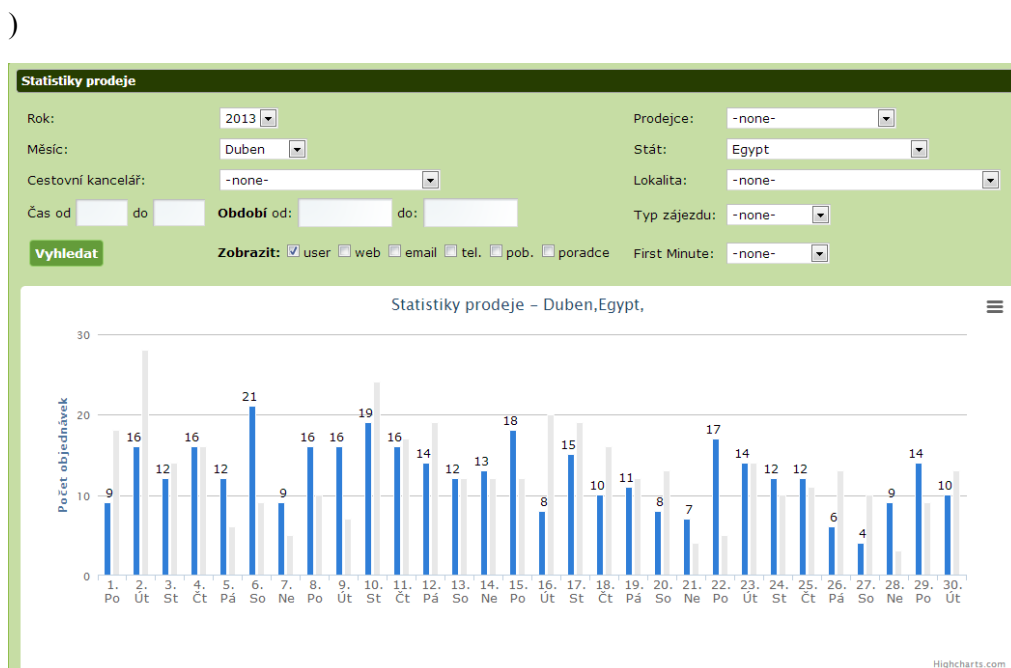 )
Statistiky prodeje
Rok: 2013 Prodejce: -none-
Měsíc: Duben Stát: Egypt
Cestovní kancelář: -none- Lokalita: -none-
Čas od do Období od: do: Typ zájezdu: -none-
Vyhledat Zobrazit: user web email tel. pob. poradce First Minute: -none-
Statistiky prodeje – Duben,Egypt,
Počet objednávek
30
20
10
0
9 16 12 16 12 21 9 16 16 19 16 14 12 13 18 8 15 10 11 8 7 17 14 12 12 6 4 9 14 10
1. 2. 3. 4. 5. 6. 7. 8. 9. 10. 11. 12. 13. 14. 15. 16. 17. 18. 19. 20. 21. 22. 23. 24. 25. 26. 27. 28. 29. 30.
Po Út St Čt Pá So Ne Po Út St Čt Pá So Ne Po Út St Čt Pá So Ne Po Út St Čt Pá So Ne Po Út
Highcharts.com